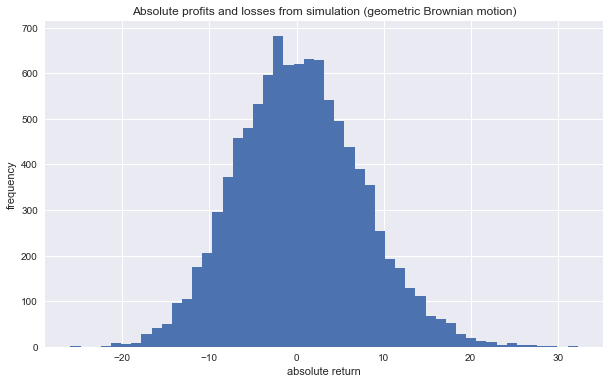 Absolute profits and losses from simulation (geometric Brownian motion)
700
600
500
400
300
200
100
0
frequency
−20 −10 0 10 20 30
absolute return